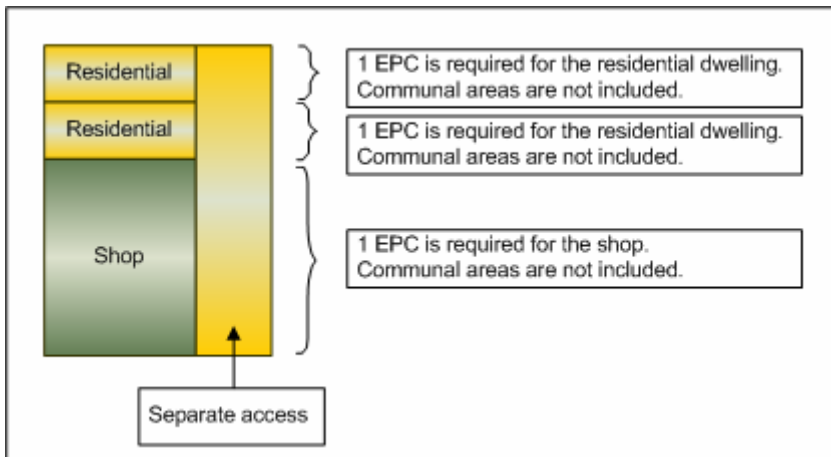 Residential
1 EPC is required for the residential dwelling.
Communal areas are not included.
Residential
1 EPC is required for the residential dwelling.
Communal areas are not included.
Shop
1 EPC is required for the shop.
Communal areas are not included.
Separate access